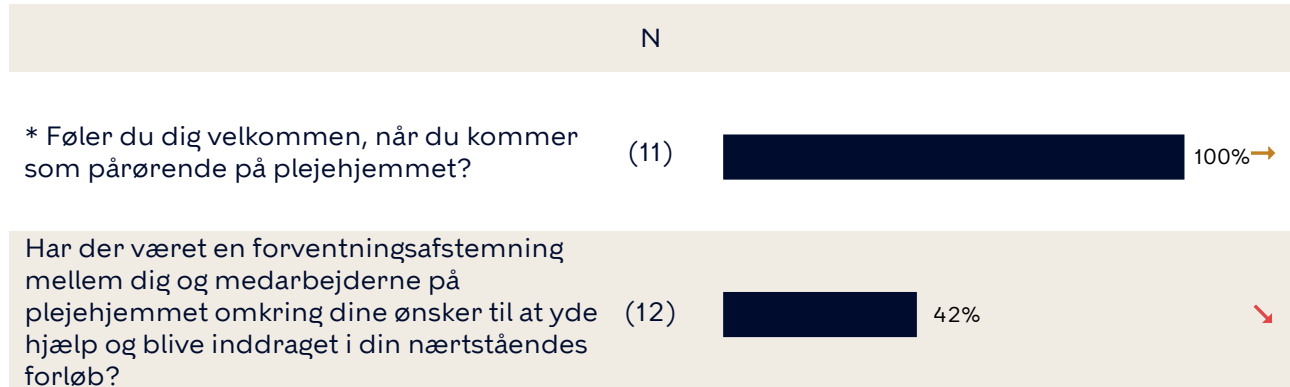 N
* Føler du dig velkommen, når du kommer
som pårørende på plejehjemmet?
(11)
100%→
Har der været en forventningsafstemning
mellem dig og medarbejderne på
plejehjemmet omkring dine ønsker til at yde
hjælp og blive inddraget i din nærtståendes
forløb?
(12)
42%
↘